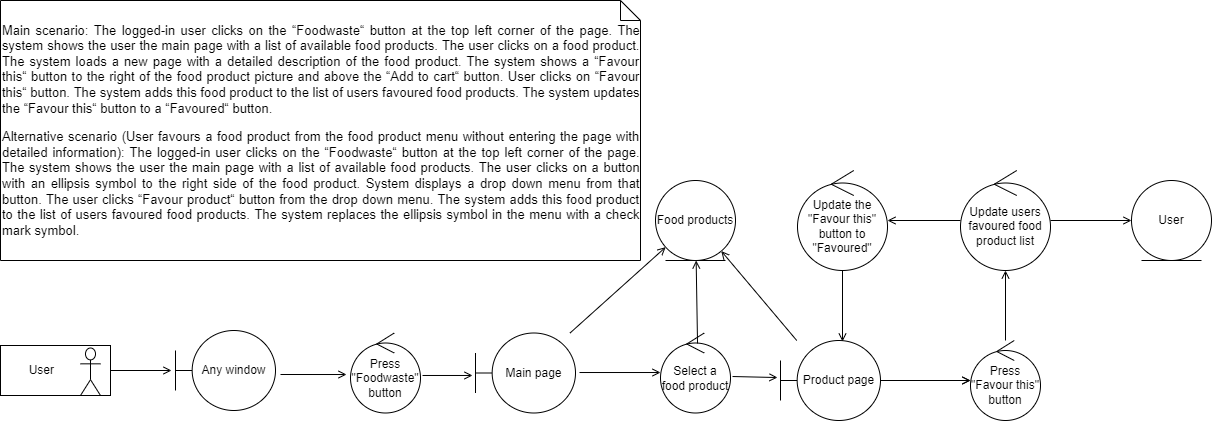 Main scenario: The logged-in user clicks on the “Foodwaste“ button at the top left corner of the page. The
system shows the user the main page with a list of available food products. The user clicks on a food product.
The system loads a new page with a detailed description of the food product. The system shows a “Favour
this“ button to the right of the food product picture and above the “Add to cart“ button. User clicks on “Favour
this“ button. The system adds this food product to the list of users favoured food products. The system updates
the “Favour this“ button to a “Favoured“ button.
Alternative scenario (User favours a food product from the food product menu without entering the page with
detailed information): The logged-in user clicks on the “Foodwaste“ button at the top left corner of the page.
The system shows the user the main page with a list of available food products. The user clicks on a button
with an ellipsis symbol to the right side of the food product. System displays a drop down menu from that
button. The user clicks “Favour product“ button from the drop down menu. The system adds this food product
to the list of users favoured food products. The system replaces the ellipsis symbol in the menu with a check
mark symbol.
Food products
Update the
"Favour this"
button to
"Favoured"
Update users
favoured food
product list
User
User
Any window
Press
"Foodwaste"
button
Main page
Select a
food product
Product page
Press
"Favour this"
button